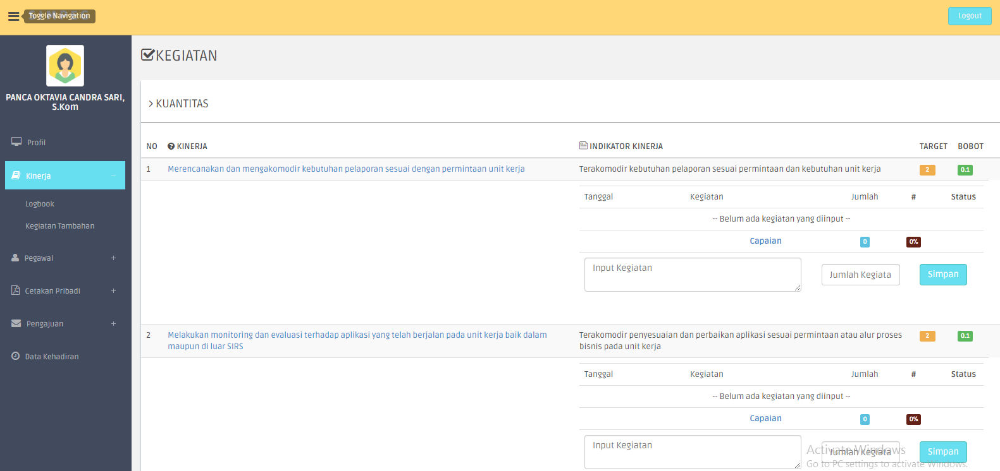 Toggle Navigation
Logout
PANCA OKTAVIA CANDRA SARI,
S.Kom
Profil
Kinerja
Logbook
Kegiatan Tambahan
Pegawai
Cetakan Pribadi
Pengajuan
Data Kehadiran
KEGIATAN
> KUANTITAS
NO KINERJA INDIKATOR KINERJA TARGET BOBOT
1 Merencanakan dan mengakomodir kebutuhan pelaporan sesuai dengan permintaan unit kerja Terakomodir kebutuhan pelaporan sesuai permintaan dan kebutuhan unit kerja 2 0.1
Tanggal Kegiatan Jumlah # Status
-- Belum ada kegiatan yang diinput --
Capaian 0 0%
Input Kegiatan Jumlah Kegiata Simpan
2 Melakukan monitoring dan evaluasi terhadap aplikasi yang telah berjalan pada unit kerja baik dalam
maupun di luar SIRS
Terakomodir penyesuaian dan perbaikan aplikasi sesuai permintaan atau alur proses
bisnis pada unit kerja
2 0.1
Tanggal Kegiatan Jumlah # Status
-- Belum ada kegiatan yang diinput --
Capaian 0 0%
Input Kegiatan Jumlah Kegiata Simpan
Activate Windows
Go to PC settings to activate Windows.